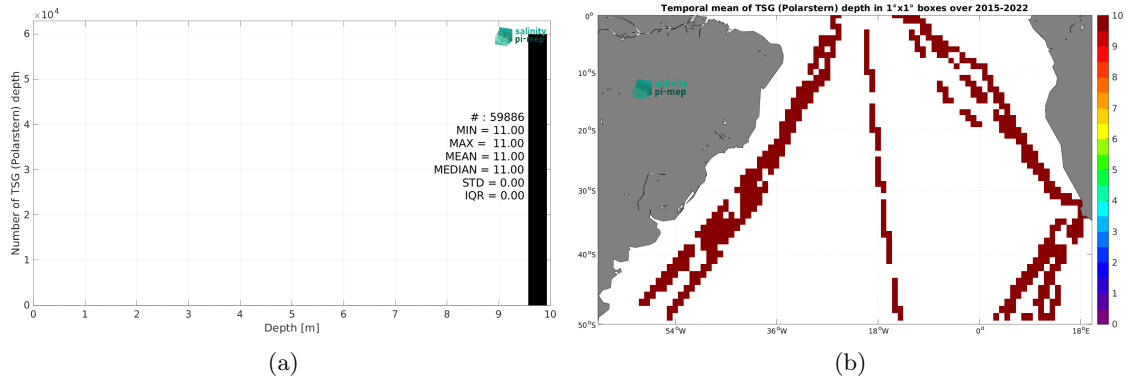 ×10⁴
6
5
4
3
2
1
0
Number of TSG (Polarstern) depth
salinity
pi-mep
# : 59886
MIN = 11.00
MAX = 11.00
MEAN = 11.00
MEDIAN = 11.00
STD = 0.00
IQR = 0.00
0 1 2 3 4 5 6 7 8 9 10
Depth [m]
(a)
Temporal mean of TSG (Polarstern) depth in 1°x1° boxes over 2015-2022
0°
10°S
20°S
30°S
40°S
50°S
salinity
pi-mep
54°W 36°W 18°W 0° 18°E
10
9
8
7
6
5
4
3
2
1
0
(b)